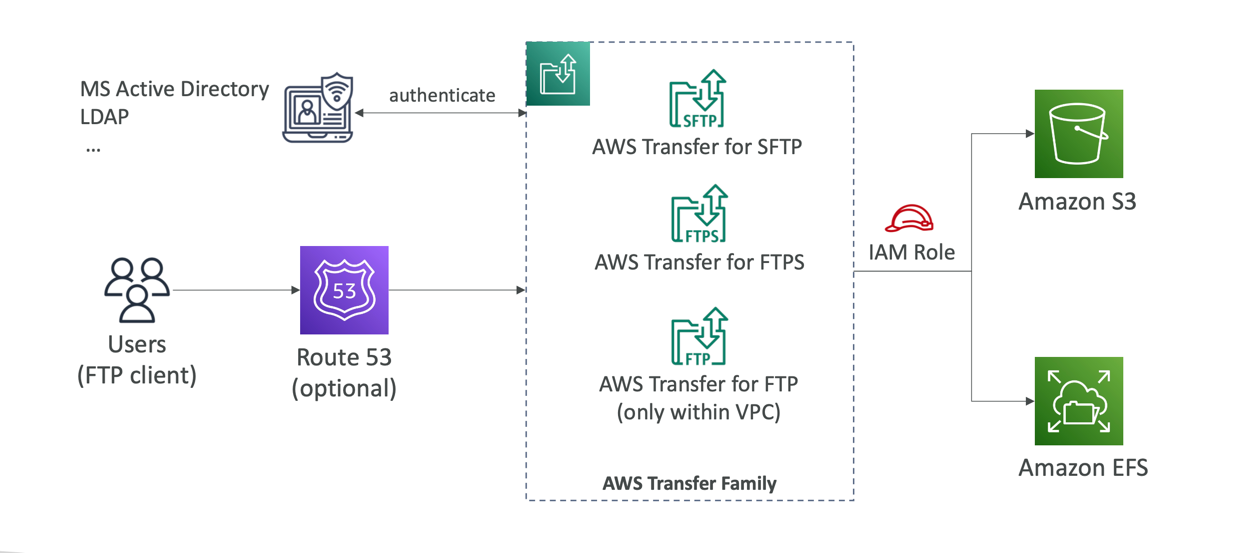 MS Active Directory
LDAP
...
authenticate
SFTP
AWS Transfer for SFTP
FTPS
AWS Transfer for FTPS
FTP
AWS Transfer for FTP
(only within VPC)
AWS Transfer Family
Users
(FTP client)
53
Route 53
(optional)
IAM Role
Amazon S3
Amazon EFS